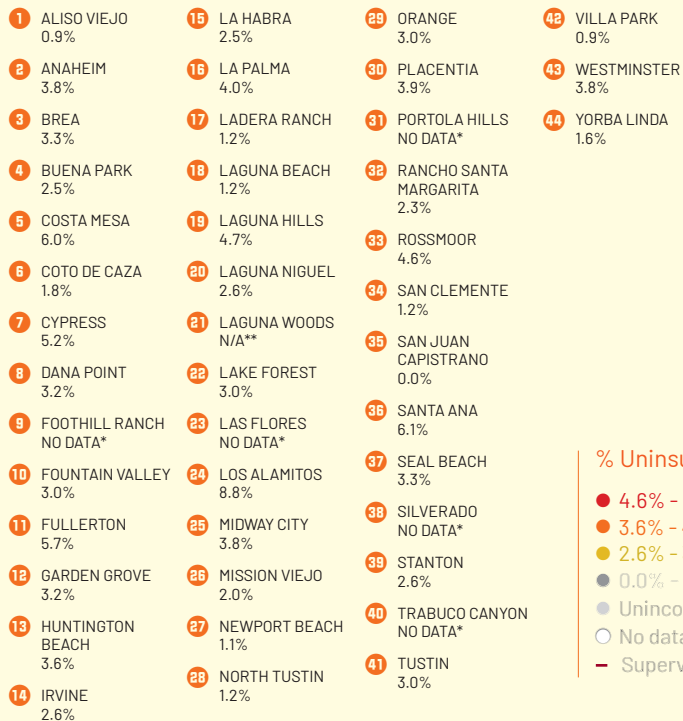 1 ALISO VIEJO
0.9%
2 ANAHEIM
3.8%
3 BREA
3.3%
4 BUENA PARK
2.5%
5 COSTA MESA
6.0%
6 COTO DE CAZA
1.8%
7 CYPRESS
5.2%
8 DANA POINT
3.2%
9 FOOTHILL RANCH
NO DATA*
10 FOUNTAIN VALLEY
3.0%
11 FULLERTON
5.7%
12 GARDEN GROVE
3.2%
13 HUNTINGTON
BEACH
3.6%
14 IRVINE
2.6%
15 LA HABRA
2.5%
16 LA PALMA
4.0%
17 LADERA RANCH
1.2%
18 LAGUNA BEACH
1.2%
19 LAGUNA HILLS
4.7%
20 LAGUNA NIGUEL
2.6%
21 LAGUNA WOODS
N/A**
22 LAKE FOREST
3.0%
23 LAS FLORES
NO DATA*
24 LOS ALAMITOS
8.8%
25 MIDWAY CITY
3.8%
26 MISSION VIEJO
2.0%
27 NEWPORT BEACH
1.1%
28 NORTH TUSTIN
1.2%
29 ORANGE
3.0%
30 PLACENTIA
3.9%
31 PORTOLA HILLS
NO DATA*
32 RANCHO SANTA
MARGARITA
2.3%
33 ROSSMOOR
4.6%
34 SAN CLEMENTE
1.2%
35 SAN JUAN
CAPISTRANO
0.0%
36 SANTA ANA
6.1%
37 SEAL BEACH
3.3%
38 SILVERADO
NO DATA*
39 STANTON
2.6%
40 TRABUCO CANYON
NO DATA*
41 TUSTIN
3.0%
42 VILLA PARK
0.9%
43 WESTMINSTER
3.8%
44 YORBA LINDA
1.6%
%
4.6% -
3.6% -
2.6% -
0.0% -
No data